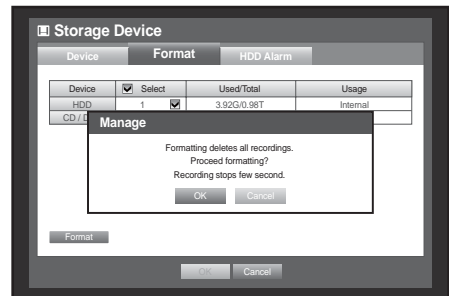 Storage Device
Device Format HDD Alarm
Device Select Used/Total Usage
HDD 1 3.92G/0.98T Internal
CD /
Manage
Formatting deletes all recordings.
Proceed formatting?
Recording stops few second.
OK Cancel
Format
OK Cancel